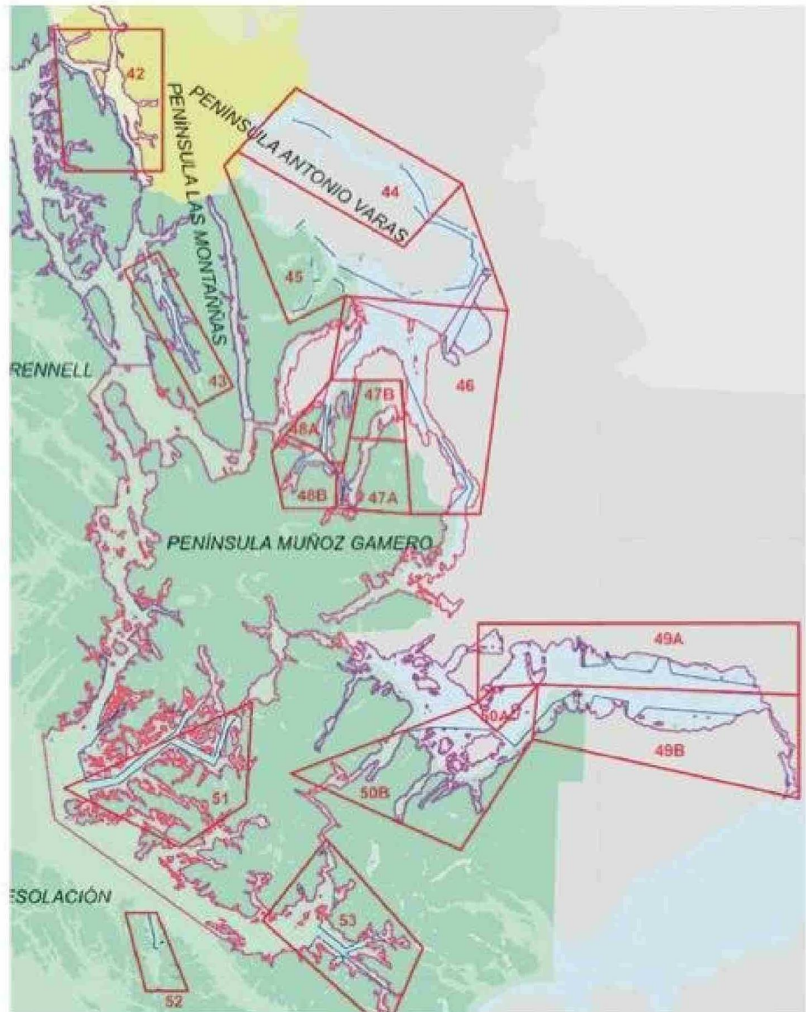 42
PENÍNSULA LAS MONTAÑNAS
PENÍNSULA ANTONIO VARAS
44
45
43
RENNELL
46
47B
48A
48B
47A
PENÍNSULA MUÑOZ GAMERO
49A
50A
49B
50B
51
ESOLACIÓN
53
52